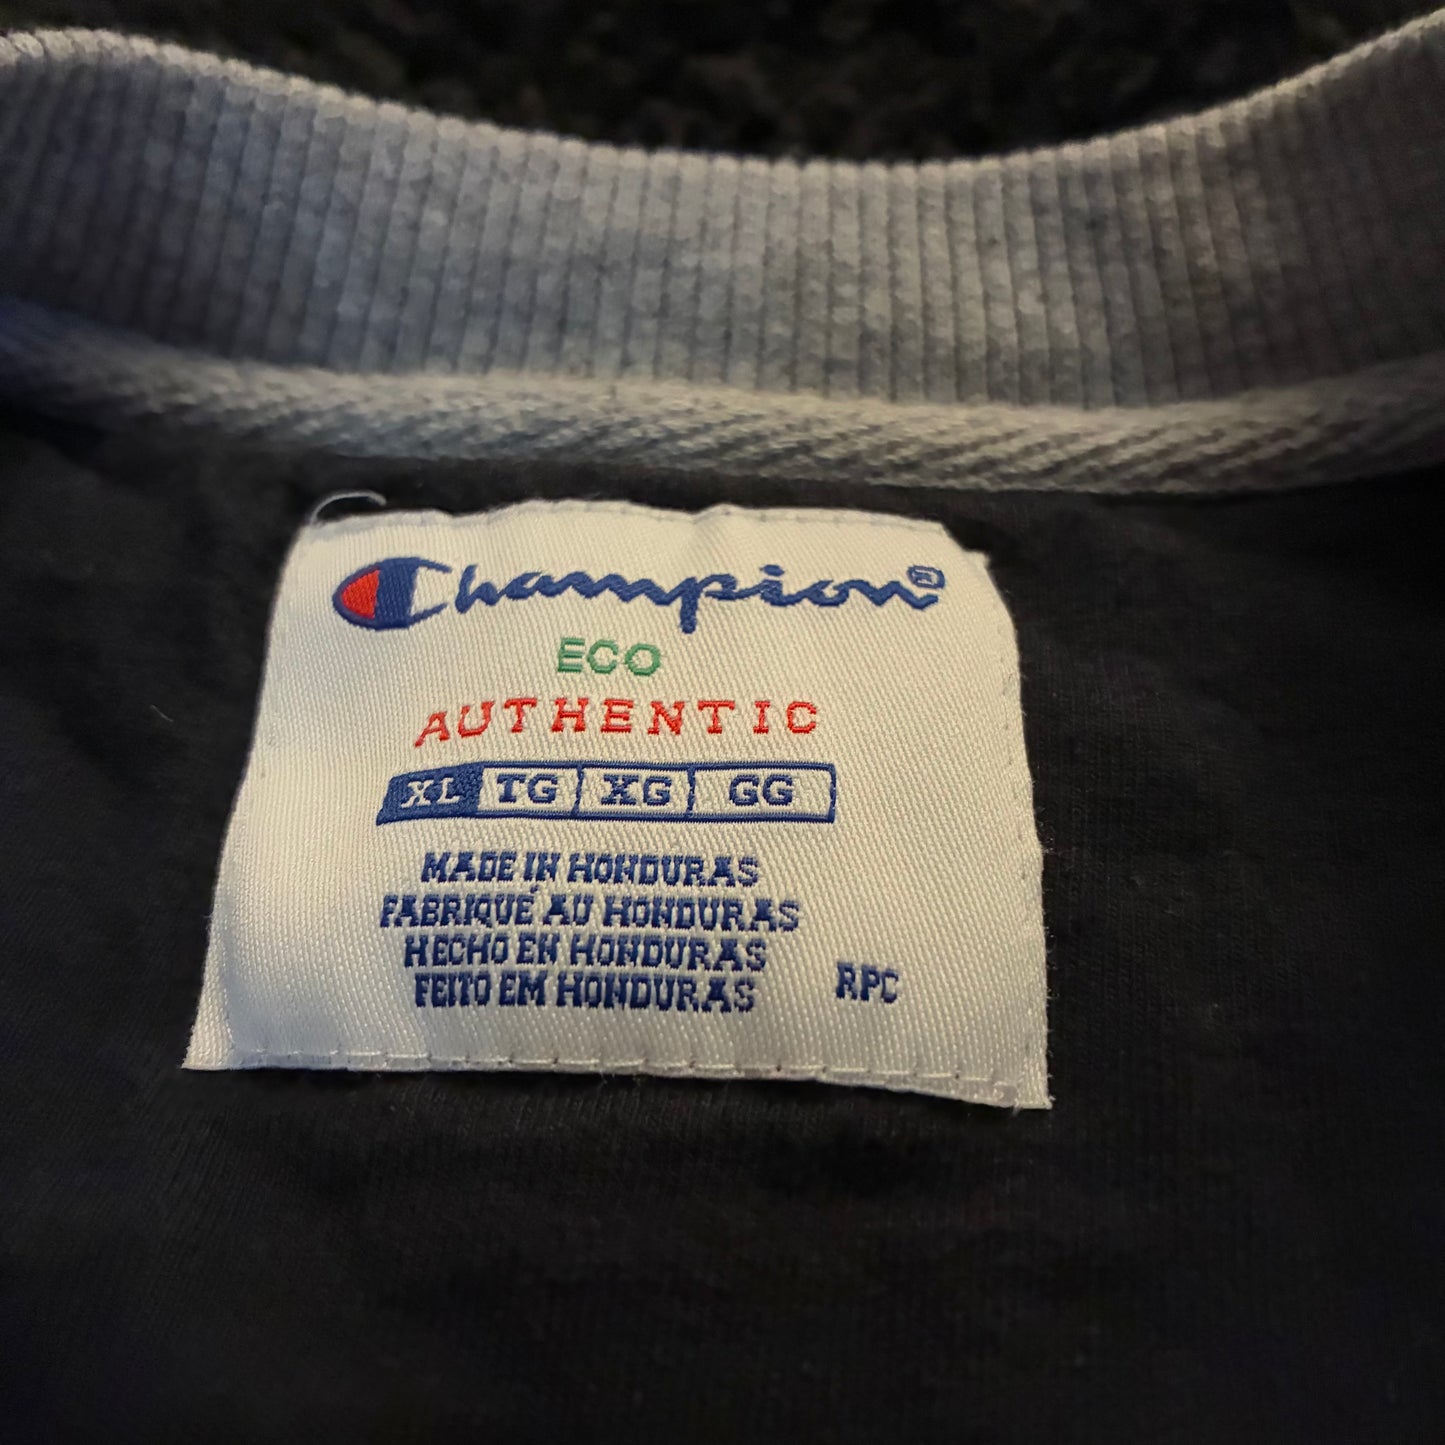 Champion®
ECO
AUTHENTIC
XL TG XG GG
MADE IN HONDURAS
FABRIQUÉ AU HONDURAS
HECHO EN HONDURAS
FEITO EM HONDURAS RPC